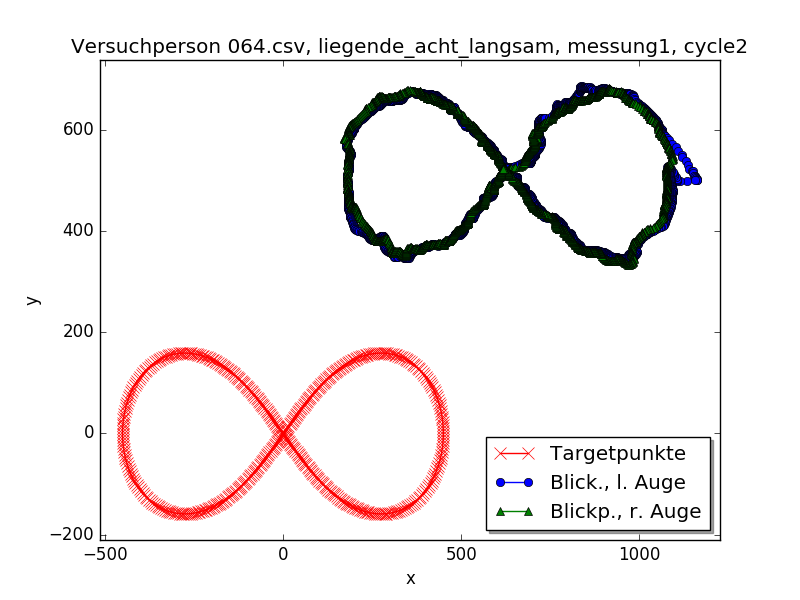 Versuchperson 064.csv, liegende_acht_langsam, messung1, cycle2
600
400
200
0
−200
y
−500
0
500
1000
x
Targetpunkte
Blick., l. Auge
Blickp., r. Auge